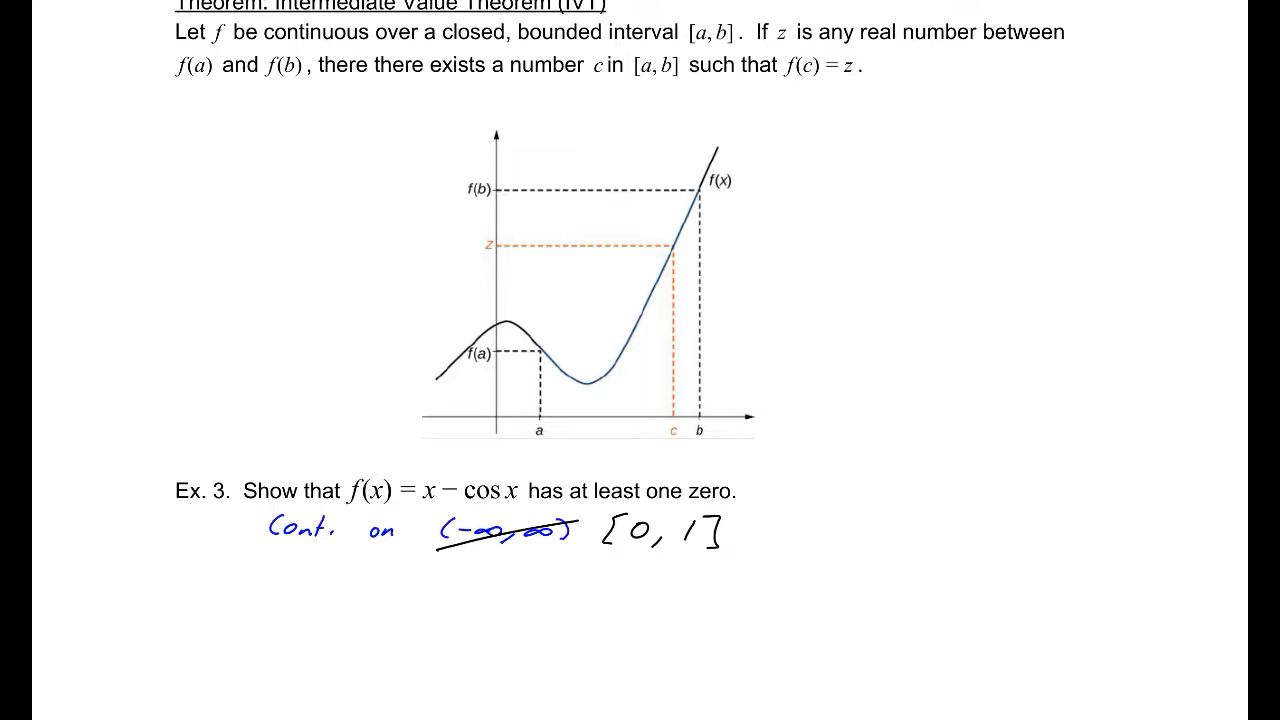 Theorem: Intermediate Value Theorem (IVT)
Let f be continuous over a closed, bounded interval [a, b]. If z is any real number between
f(a) and f(b), there there exists a number c in [a, b] such that f(c) = z.
f(x)
f(b)
z
f(a)
a
c
b
Ex. 3. Show that f(x) = x − cos x has at least one zero.
Cont. on (-∞, ∞) [0, 1]